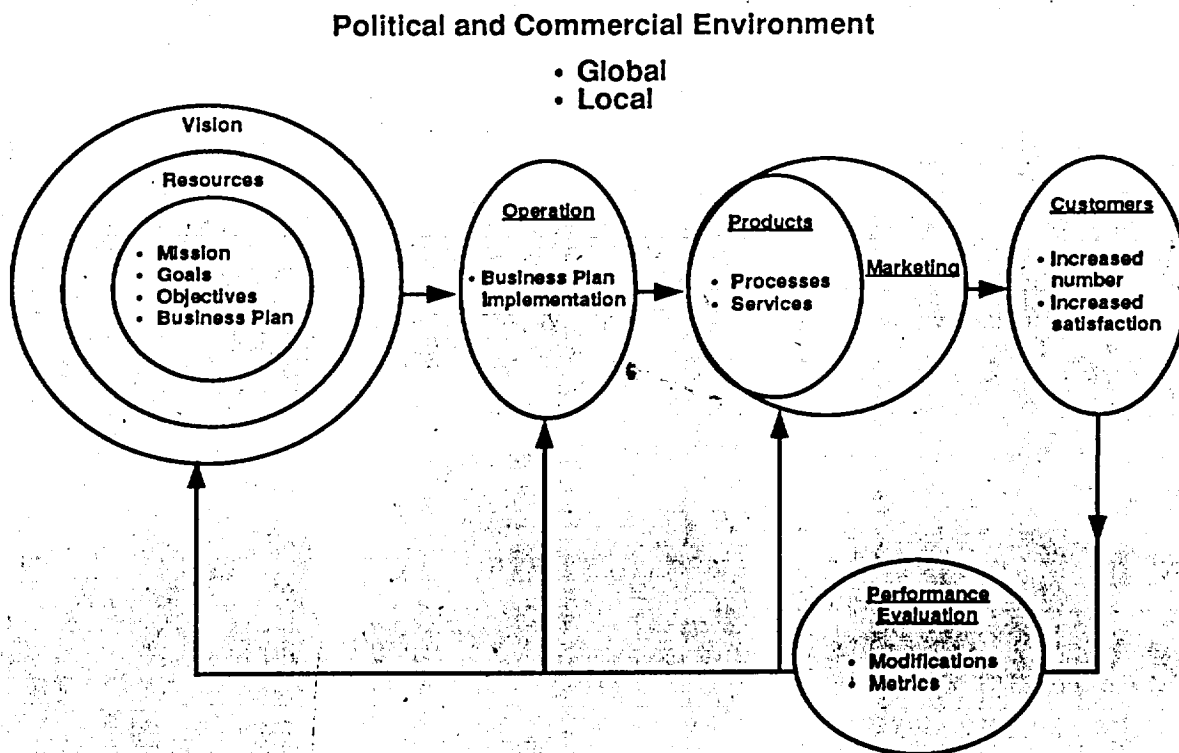 Political and Commercial Environment
• Global
• Local
Vision
Resources
• Mission
• Goals
• Objectives
• Business Plan
Operation
• Business Plan
Implementation
Products
• Processes
• Services
Marketing
Customers
• Increased
number
• Increased
satisfaction
Performance
Evaluation
• Modifications
• Metrics